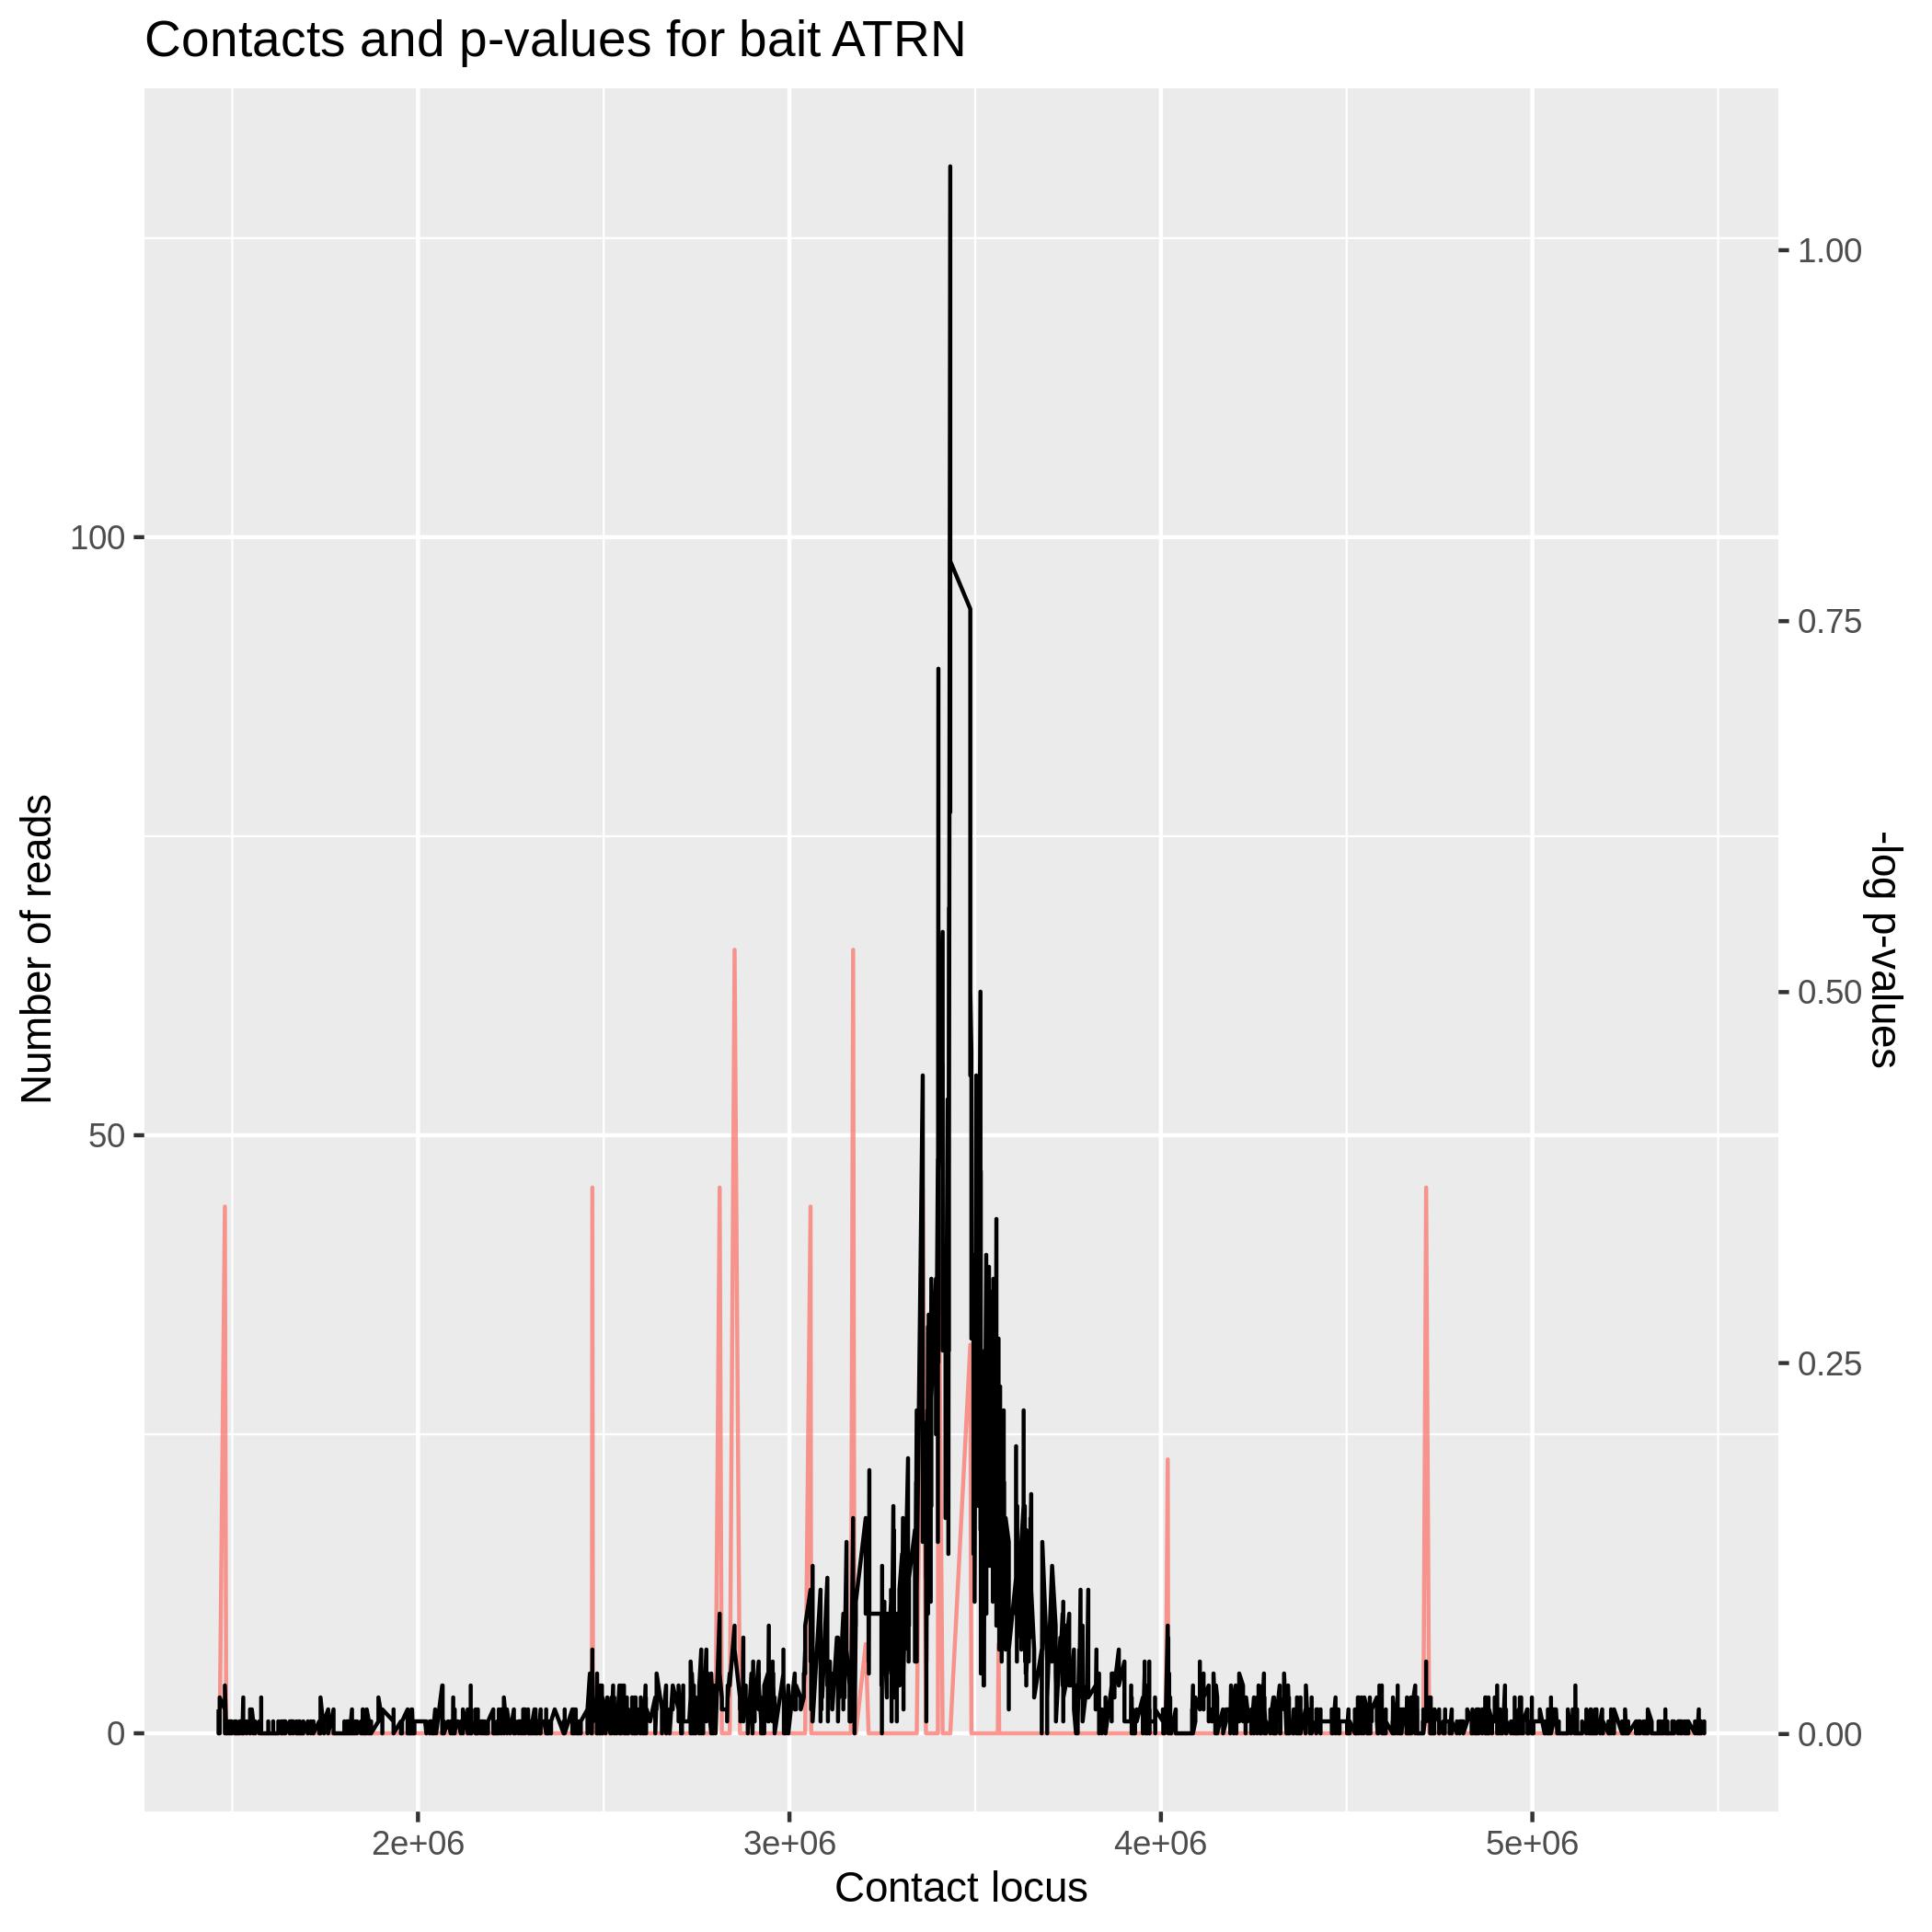 Contacts and p-values for bait ATRN
Number of reads
100
50
0
1.00
0.75
0.50
0.25
0.00
-log p-values
2e+06
3e+06
4e+06
5e+06
Contact locus